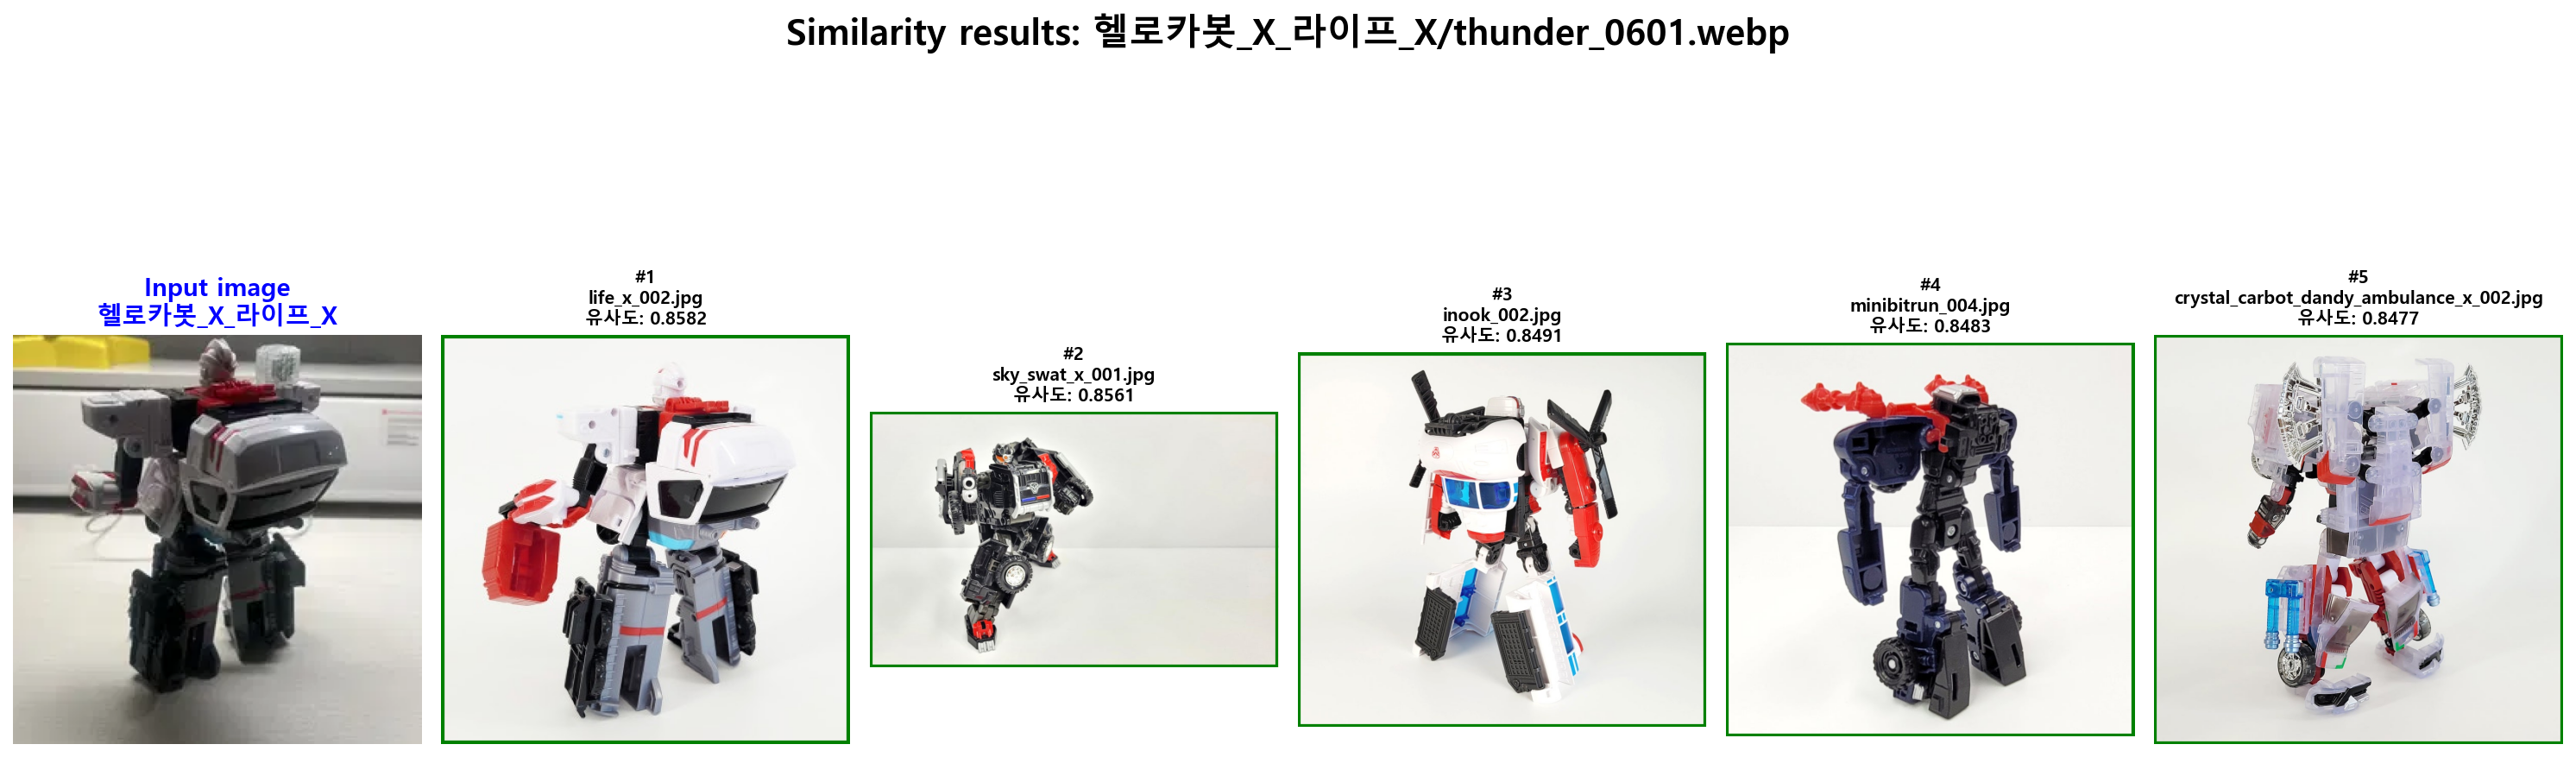 Similarity results: 헬로카봇_X_라이프_X/thunder_0601.webp
Input image
헬로카봇_X_라이프_X
#1
life_x_002.jpg
유사도: 0.8582
#2
sky_swat_x_001.jpg
유사도: 0.8561
#3
inook_002.jpg
유사도: 0.8491
#4
minibitrun_004.jpg
유사도: 0.8483
#5
crystal_carbot_dandy_ambulance_x_002.jpg
유사도: 0.8477